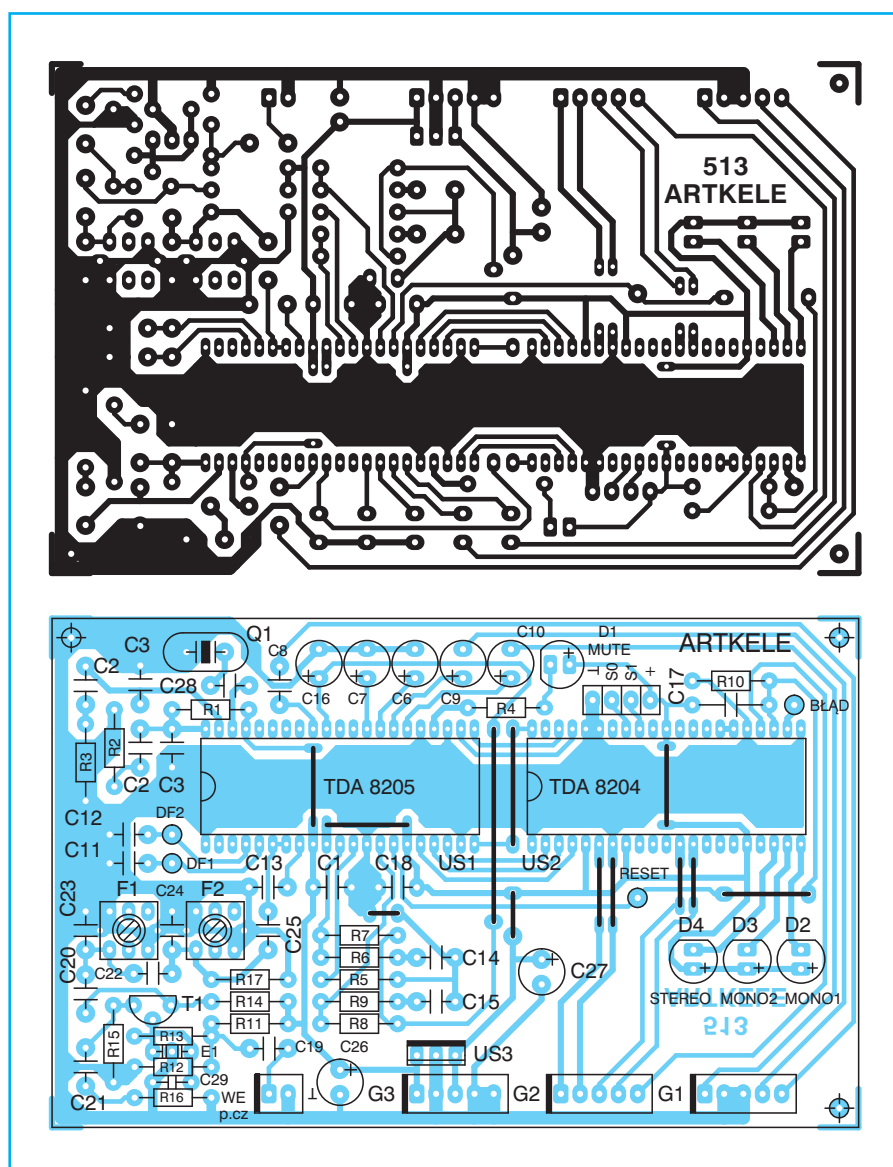 513
ARTKELE
C3
Q1
C8
C10
D1
MUTE
ARTKELE
C2
C28
R1
C16
C7
C6
C9
R4
⊥
S0
S1
+
C17
R10
BŁĄD
R3
R2
C2
C3
TDA 8205
TDA 8204
C12
DF2
C11
DF1
C13
C1
C18
US1
US2
RESET
C23
F1
C24
F2
C25
R7
R6
R5
R9
R8
C14
C15
C27
D4
D3
D2
STEREO
MONO2
MONO1
C20
C22
R17
R14
R11
T1
ARTKELE
513
R15
R13
E1
R12
C29
R16
C19
C26
US3
C21
WE
p.cz
⊥
G3
G2
G1